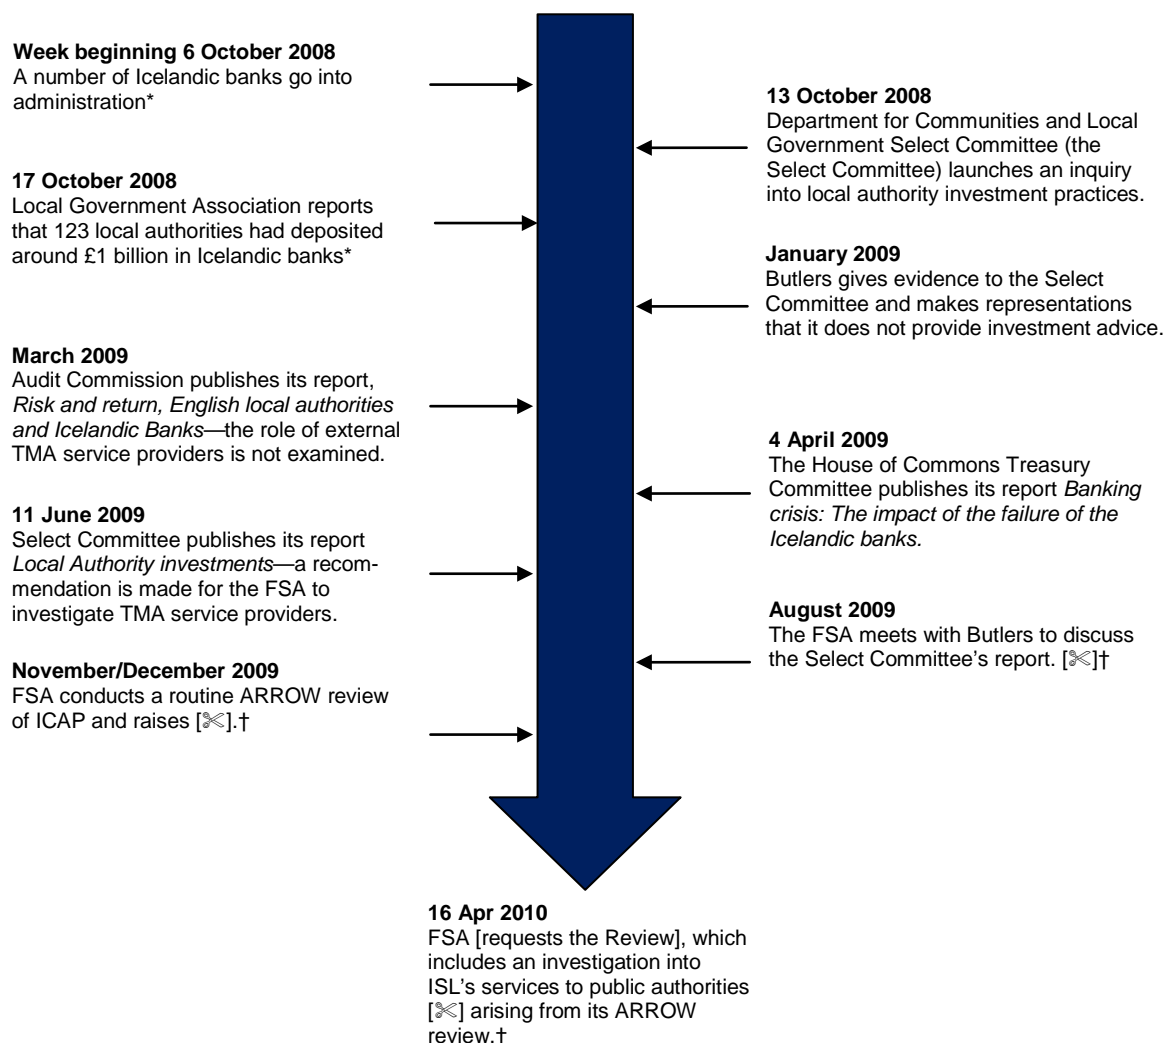 Week beginning 6 October 2008
A number of Icelandic banks go into
administration*
13 October 2008
Department for Communities and Local
Government Select Committee (the
Select Committee) launches an inquiry
into local authority investment practices.
17 October 2008
Local Government Association reports
that 123 local authorities had deposited
around £1 billion in Icelandic banks*
January 2009
Butlers gives evidence to the Select
Committee and makes representations
that it does not provide investment advice.
March 2009
Audit Commission publishes its report,
Risk and return, English local authorities
and Icelandic Banks—the role of external
TMA service providers is not examined.
4 April 2009
The House of Commons Treasury
Committee publishes its report Banking
crisis: The impact of the failure of the
Icelandic banks.
11 June 2009
Select Committee publishes its report
Local Authority investments—a recom-
mendation is made for the FSA to
investigate TMA service providers.
August 2009
The FSA meets with Butlers to discuss
the Select Committee's report. [✂]†
November/December 2009
FSA conducts a routine ARROW review
of ICAP and raises [✂].†
16 Apr 2010
FSA [requests the Review], which
includes an investigation into
ISL's services to public authorities
[✂] arising from its ARROW
review.†